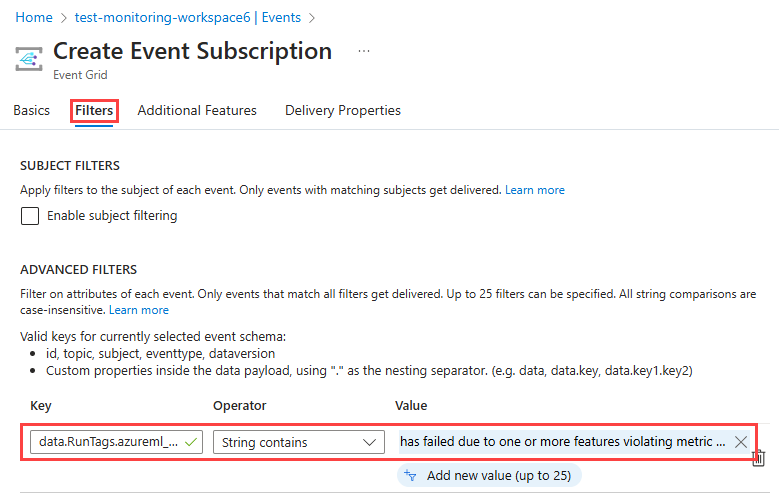 Home > test-monitoring-workspace6 | Events >
Create Event Subscription ...
Event Grid
Basics Filters Additional Features Delivery Properties
SUBJECT FILTERS
Apply filters to the subject of each event. Only events with matching subjects get delivered. Learn more
Enable subject filtering
ADVANCED FILTERS
Filter on attributes of each event. Only events that match all filters get delivered. Up to 25 filters can be specified. All string comparisons are
case-insensitive. Learn more
Valid keys for currently selected event schema:
• id, topic, subject, eventtype, dataversion
• Custom properties inside the data payload, using "." as the nesting separator. (e.g. data, data.key, data.key1.key2)
Key Operator Value
data.RunTags.azureml_... String contains has failed due to one or more features violating metric ...
Add new value (up to 25)